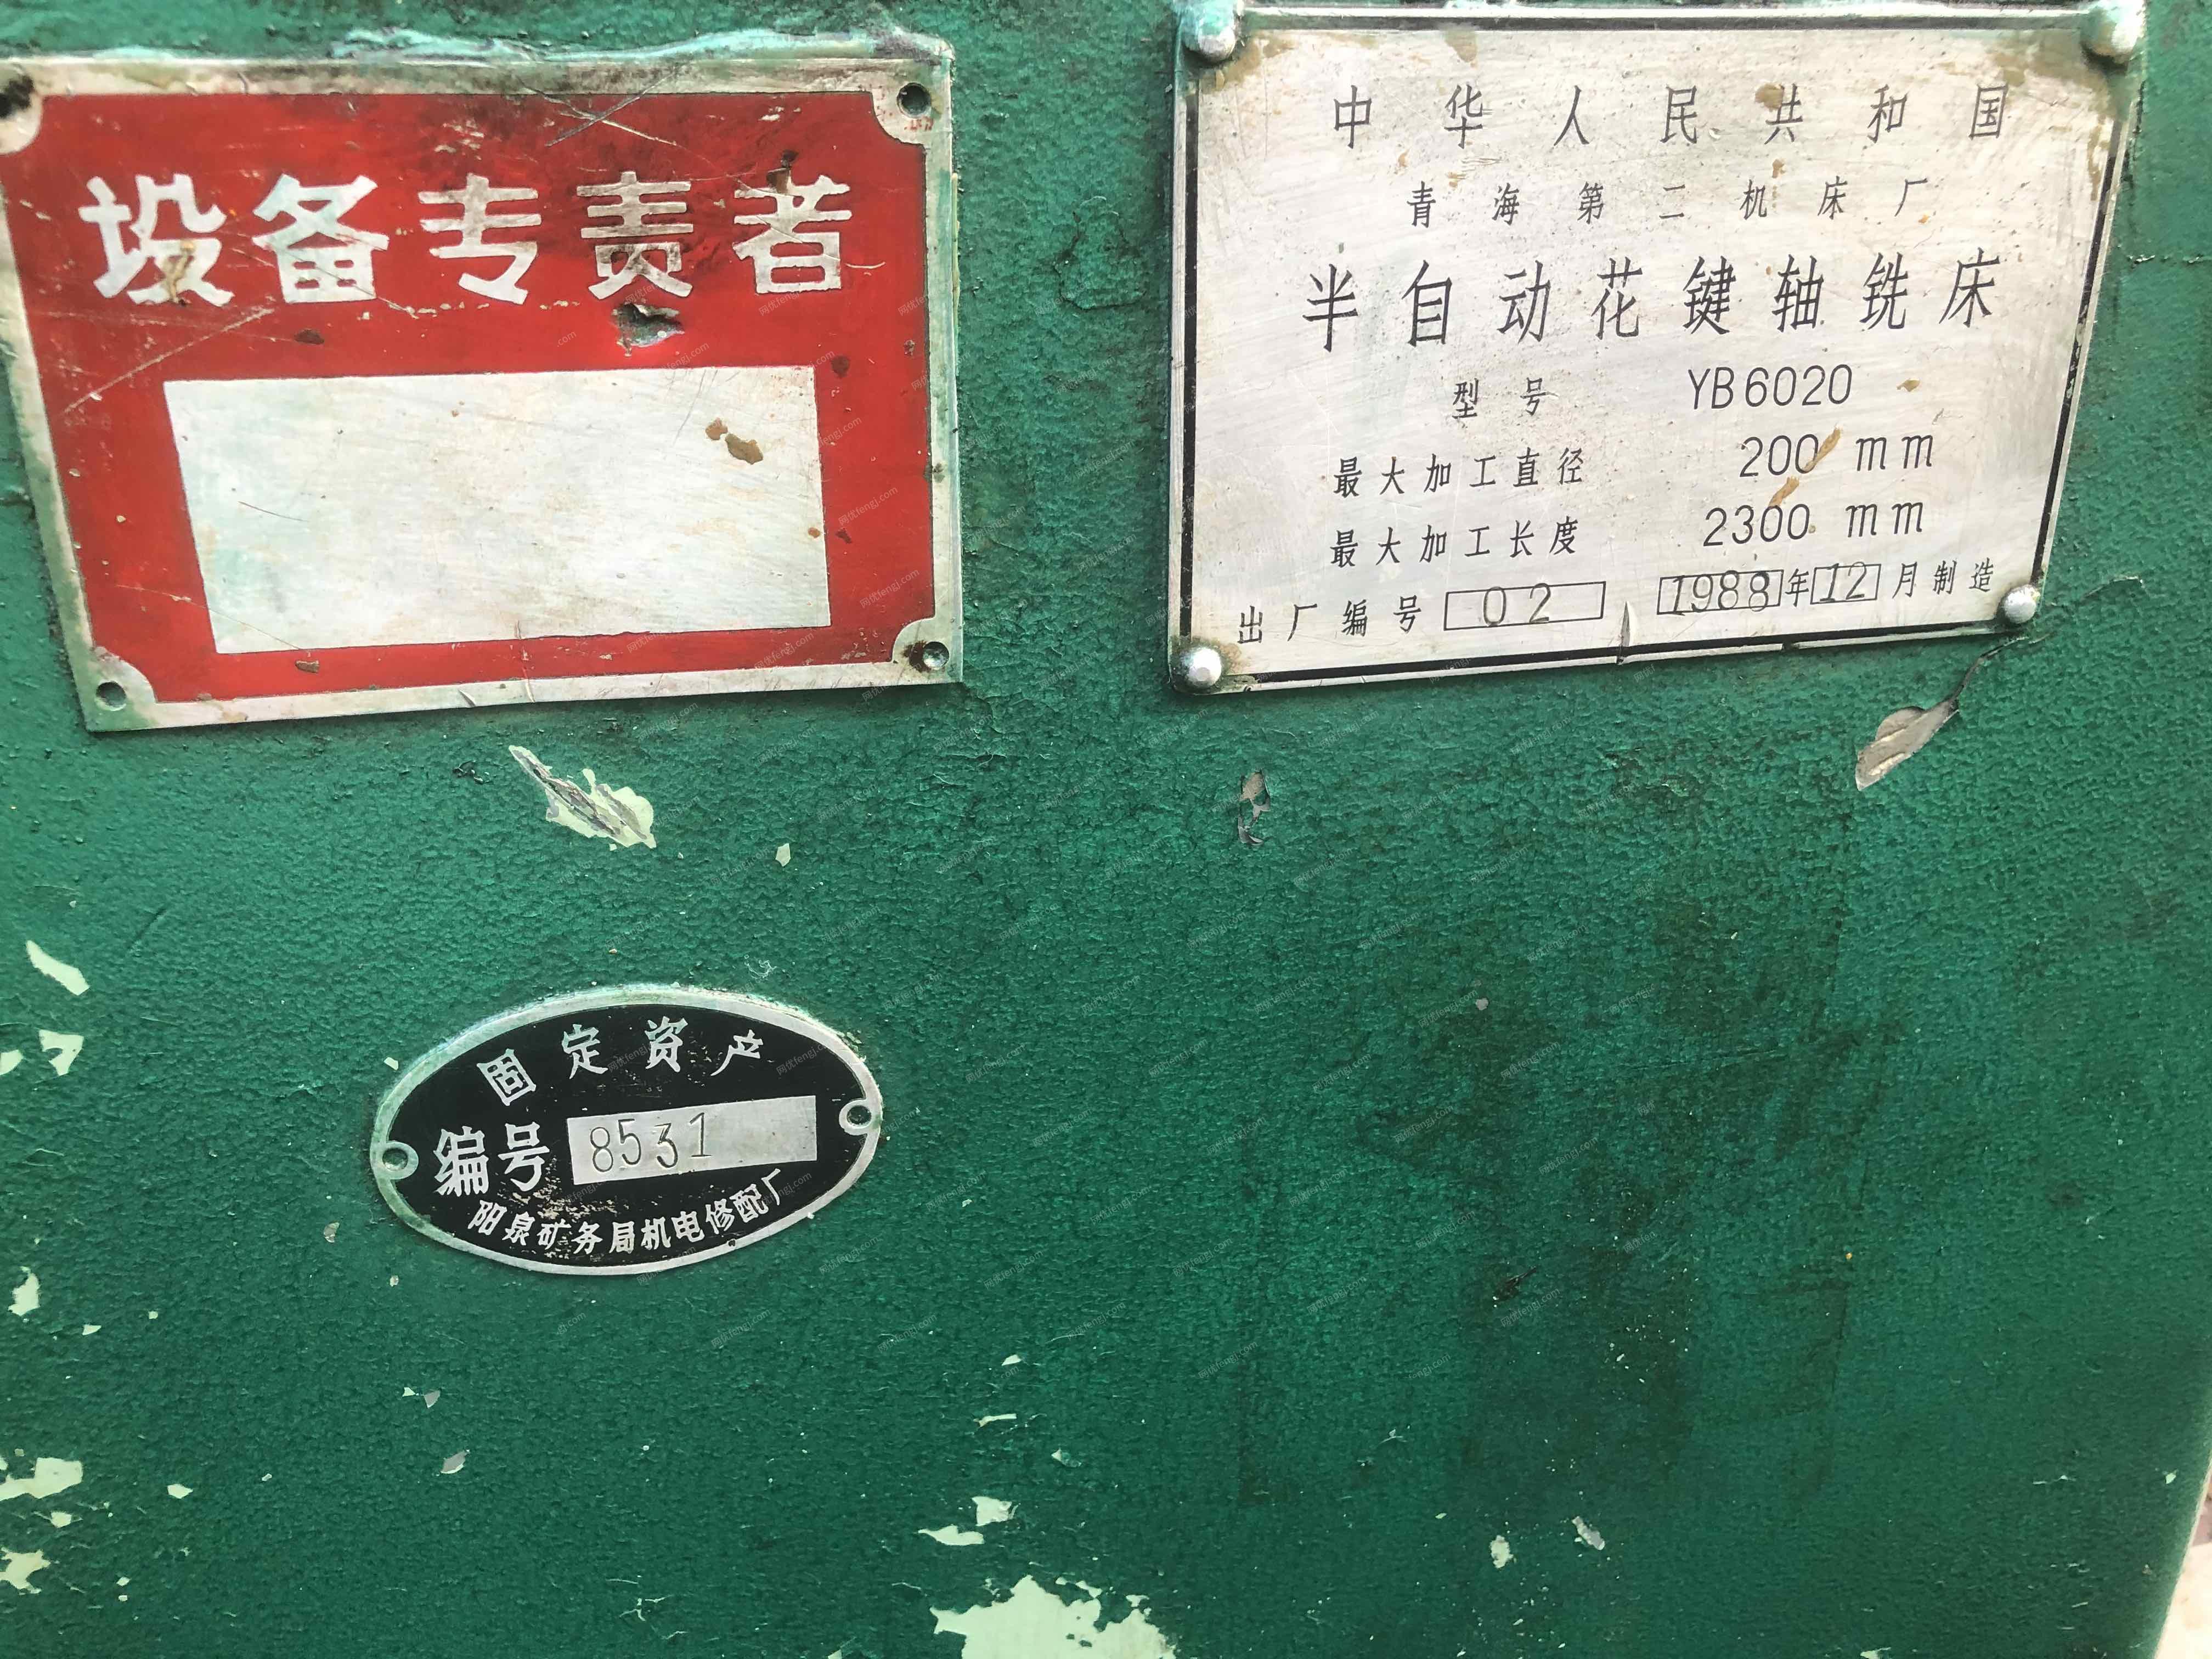 设备专责者
中华人民共和国
青海第二机床厂
半自动花键轴铣床
型号 YB6020
最大加工直径 200 mm
最大加工长度 2300 mm
出厂编号 02 1988年12月制造
固定资产
编号 8531
阳泉矿务局机电修配厂